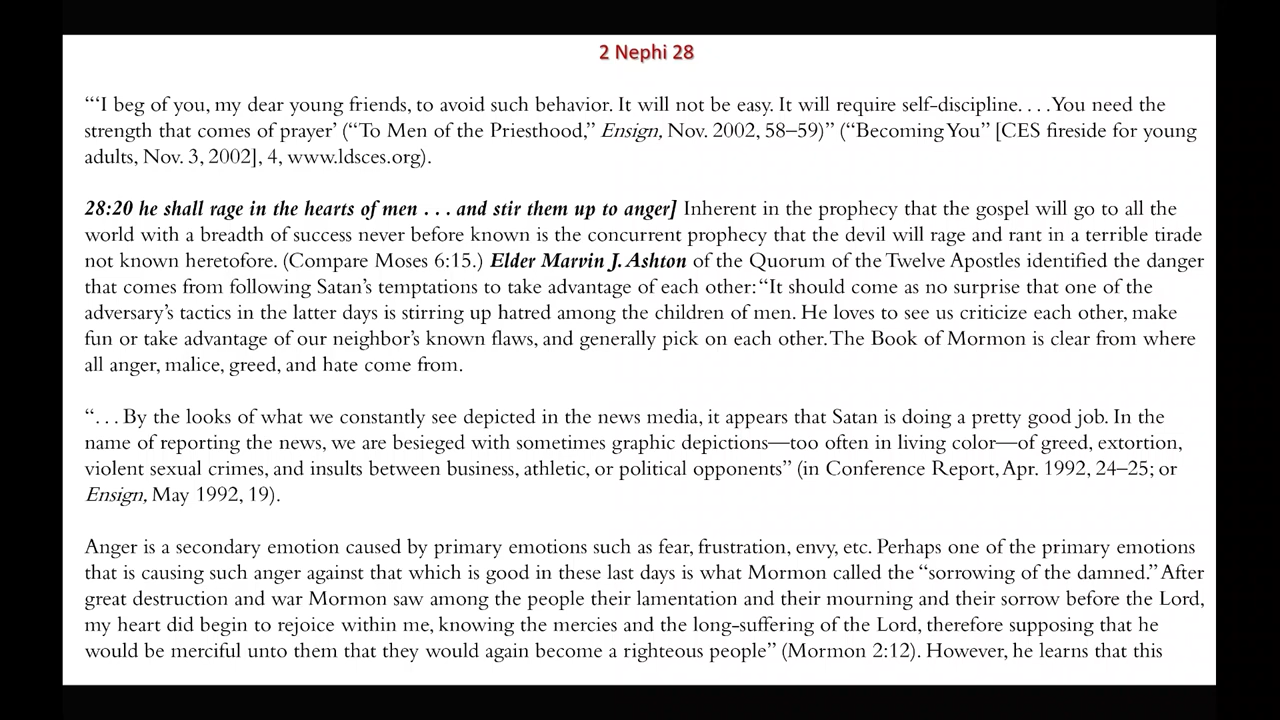 2 Nephi 28
“‘I beg of you, my dear young friends, to avoid such behavior. It will not be easy. It will require self-discipline. . . .You need the
strength that comes of prayer’ (“To Men of the Priesthood,” Ensign, Nov. 2002, 58–59)” (“Becoming You” [CES fireside for young
adults, Nov. 3, 2002], 4, www.ldsces.org).
28:20 he shall rage in the hearts of men . . . and stir them up to anger] Inherent in the prophecy that the gospel will go to all the
world with a breadth of success never before known is the concurrent prophecy that the devil will rage and rant in a terrible tirade
not known heretofore. (Compare Moses 6:15.) Elder Marvin J. Ashton of the Quorum of the Twelve Apostles identified the danger
that comes from following Satan’s temptations to take advantage of each other: “It should come as no surprise that one of the
adversary’s tactics in the latter days is stirring up hatred among the children of men. He loves to see us criticize each other, make
fun or take advantage of our neighbor’s known flaws, and generally pick on each other. The Book of Mormon is clear from where
all anger, malice, greed, and hate come from.
“. . . By the looks of what we constantly see depicted in the news media, it appears that Satan is doing a pretty good job. In the
name of reporting the news, we are besieged with sometimes graphic depictions—too often in living color—of greed, extortion,
violent sexual crimes, and insults between business, athletic, or political opponents” (in Conference Report, Apr. 1992, 24–25; or
Ensign, May 1992, 19).
Anger is a secondary emotion caused by primary emotions such as fear, frustration, envy, etc. Perhaps one of the primary emotions
that is causing such anger against that which is good in these last days is what Mormon called the “sorrowing of the damned.” After
great destruction and war Mormon saw among the people their lamentation and their mourning and their sorrow before the Lord,
my heart did begin to rejoice within me, knowing the mercies and the long-suffering of the Lord, therefore supposing that he
would be merciful unto them that they would again become a righteous people” (Mormon 2:12). However, he learns that this